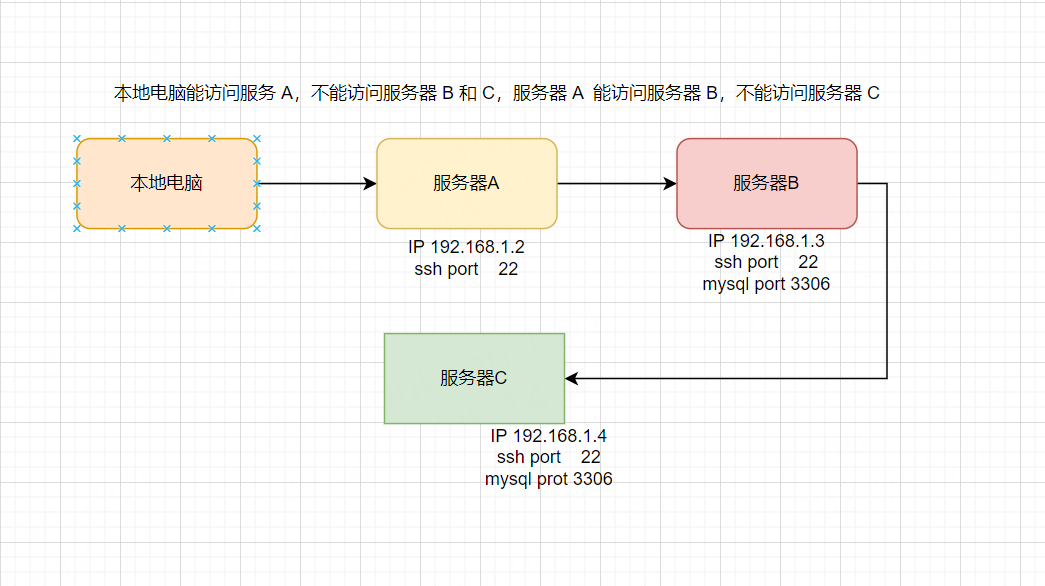 本地电脑能访问服务 A，不能访问服务器 B 和 C，服务器 A 能访问服务器 B，不能访问服务器 C
本地电脑
服务器A
服务器B
IP 192.168.1.2
ssh port 22
IP 192.168.1.3
ssh port 22
mysql port 3306
服务器C
IP 192.168.1.4
ssh port 22
mysql prot 3306